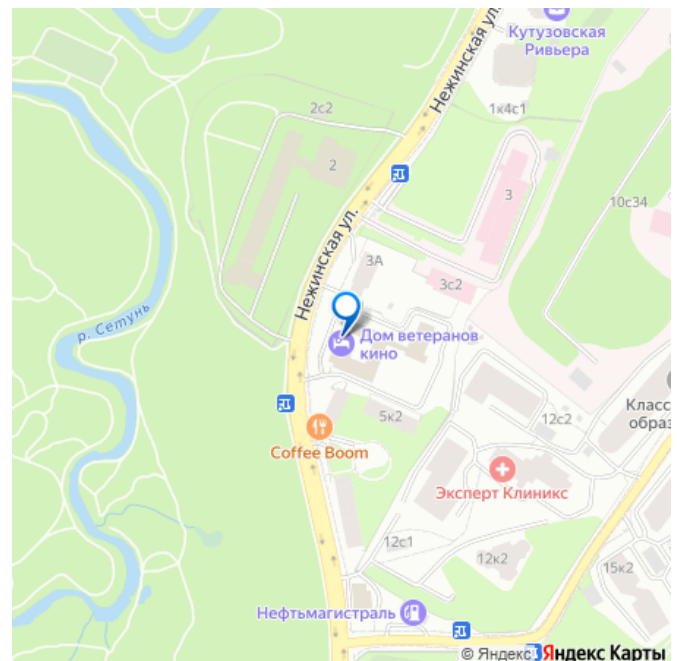 Кутузовская
Ривьера
Нежинская ул.
1к4с1
2с2
2
3
10с34
Нежинская ул.
3А
3с2
р. Сетунь
Дом ветеранов
кино
Класс
образ
5к2
12с2
Coffee Boom
Эксперт Клиникс
12с1
12к2
15к2
Нефтьмагистраль
© Яндекс Яндекс Карты